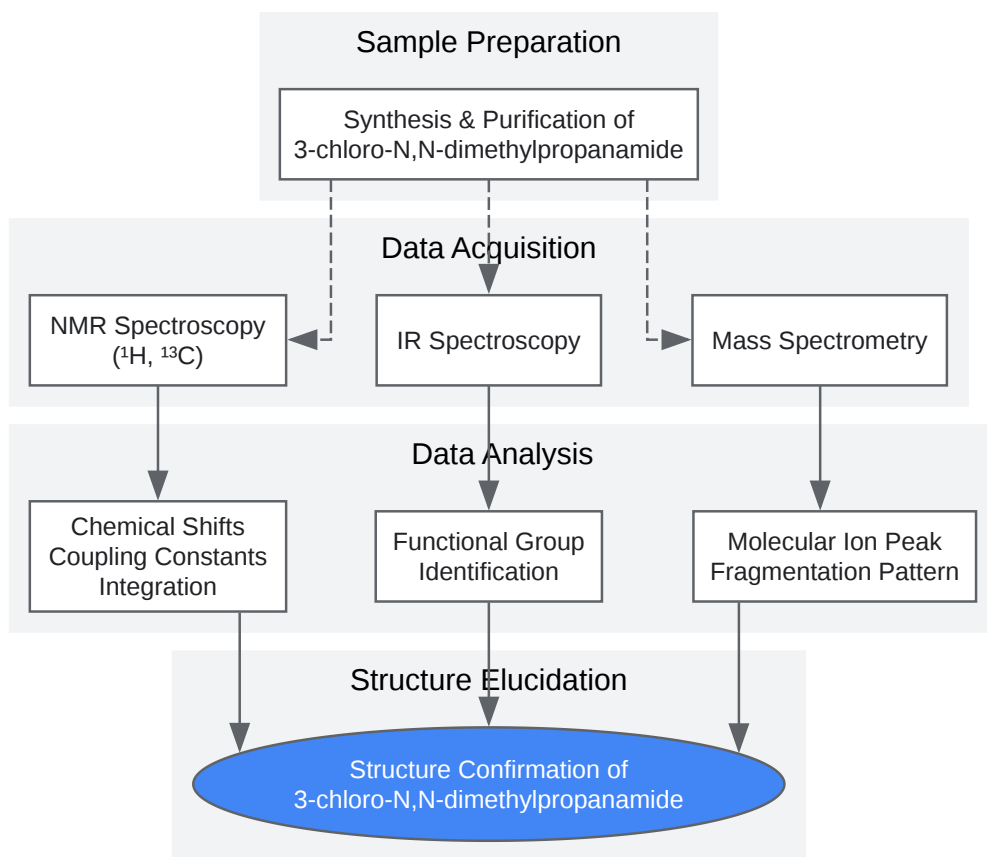 Sample Preparation
Synthesis & Purification of
3-chloro-N,N-dimethylpropanamide
Data Acquisition
NMR Spectroscopy
(¹H, ¹³C)
IR Spectroscopy
Mass Spectrometry
Data Analysis
Chemical Shifts
Coupling Constants
Integration
Functional Group
Identification
Molecular Ion Peak
Fragmentation Pattern
Structure Elucidation
Structure Confirmation of
3-chloro-N,N-dimethylpropanamide